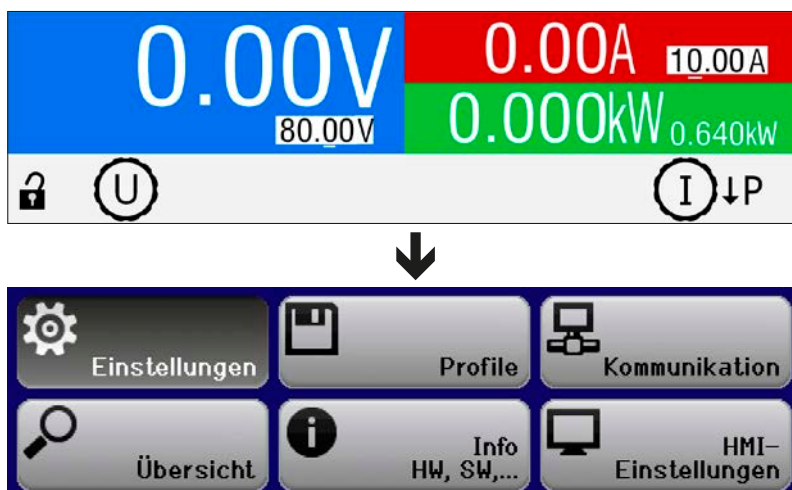 0.00V
80.00V
0.00A 10.00A
0.000kW 0.640kW
U
I ↓P
Einstellungen
Profile
Kommunikation
Übersicht
Info
HW, SW,...
HMI-
Einstellungen